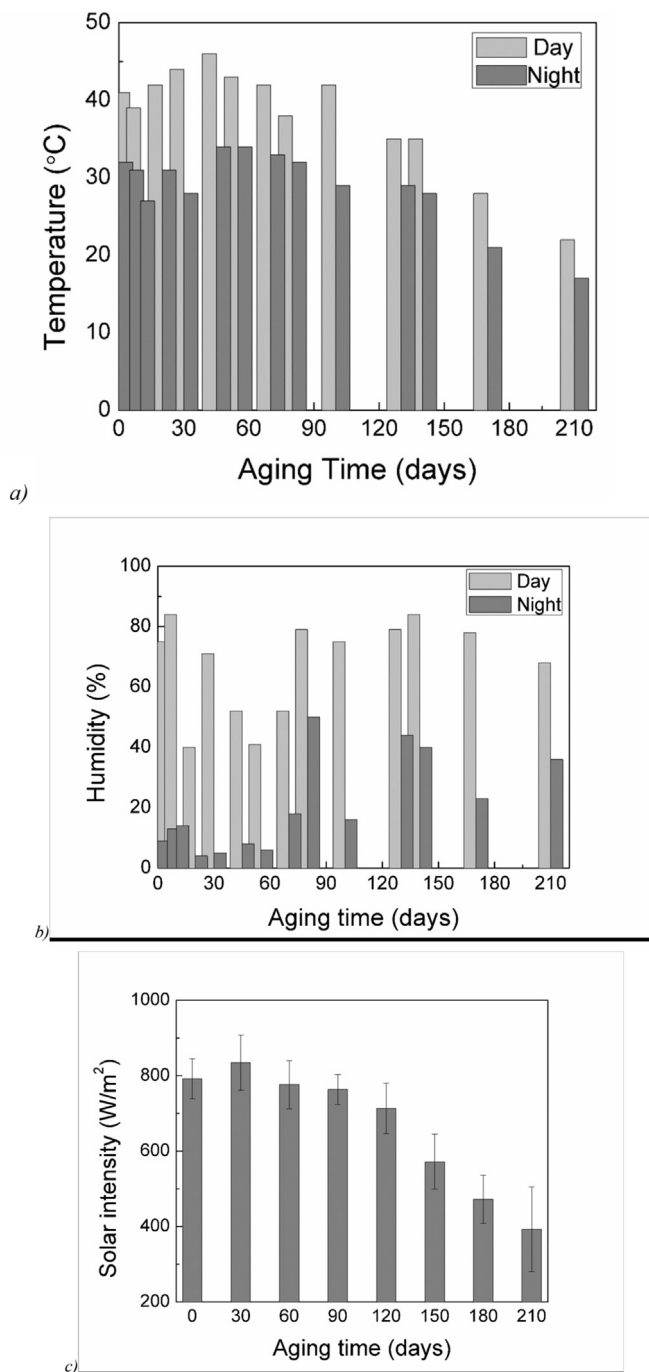 50
Day
Night
40
30
20
10
0
Temperature (°C)
0 30 60 90 120 150 180 210
Aging Time (days)
a)
100
Day
Night
80
60
40
20
0
Humidity (%)
0 30 60 90 120 150 180 210
Aging time (days)
b)
1000
800
600
400
200
Solar intensity (W/m²)
0 30 60 90 120 150 180 210
Aging time (days)
c)